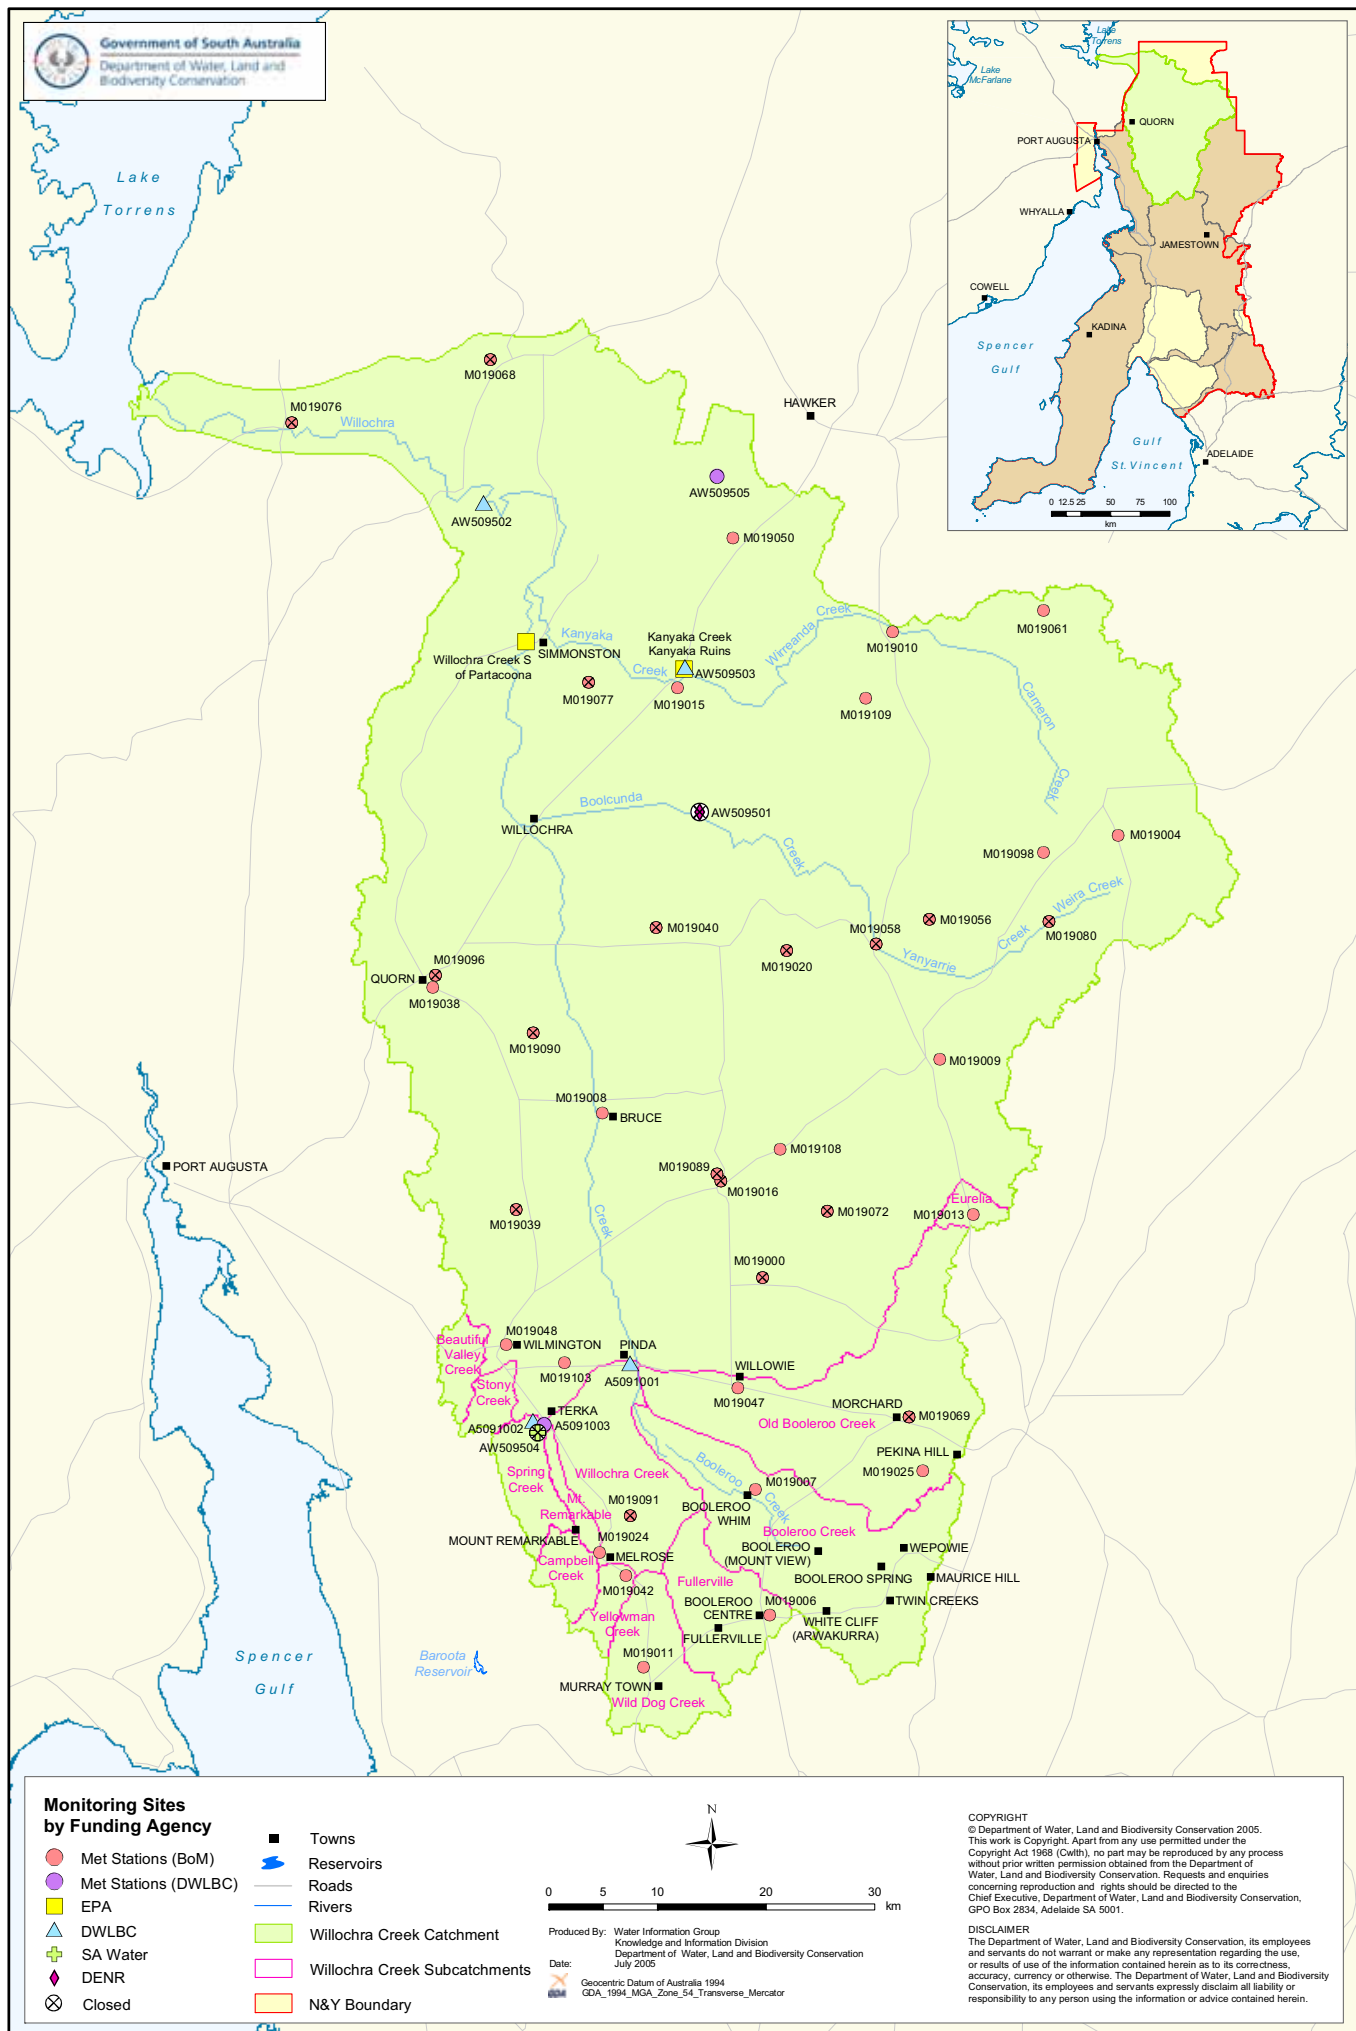 Government of South Australia
Department of Water, Land and
Biodiversity Conservation
Lake
Torrens
Lake
Torrens
Lake
McFarlane
QUORN
PORT AUGUSTA
WHYALLA
JAMESTOWN
COWELL
KADINA
Spencer
Gulf
Gulf
St. Vincent
ADELAIDE
0 12.5 25 50 75 100
km
M019068
M019076
Willochra
HAWKER
AW509505
AW509502
M019050
M019061
Creek
Wirreanda
M019010
Kanyaka
Kanyaka Creek
Kanyaka Ruins
SIMMONSTON
Willochra Creek S
of Partacoona
Creek
AW509503
M019077
M019015
M019109
Cameron
Creek
Boolcunda
AW509501
WILLOCHRA
Creek
M019004
M019098
Weira Creek
M019056
M019040
M019058
M019080
Creek
Yanyarrie
M019020
M019096
QUORN
M019038
M019090
M019009
M019008
BRUCE
M019108
PORT AUGUSTA
M019089
M019016
Eurelia
M019039
M019072
M019013
Creek
M019000
M019048
Beautiful
Valley
Creek
WILMINGTON
PINDA
M019103
A5091001
WILLOWIE
Stony
Creek
M019047
MORCHARD
TERKA
M019069
Old Booleroo Creek
A5091002
A5091003
AW509504
PEKINA HILL
Booleroo
Creek
Spring
Creek
Willochra Creek
M019025
M019007
Mt.
Remarkable
M019091
BOOLEROO
WHIM
Booleroo Creek
MOUNT REMARKABLE
M019024
MELROSE
BOOLEROO
(MOUNT VIEW)
WEPOWIE
Campbell
Creek
BOOLEROO SPRING
MAURICE HILL
M019042
Fullerville
TWIN CREEKS
BOOLEROO
CENTRE
M019006
WHITE CLIFF
(ARWAKURRA)
Yellowman
Creek
FULLERVILLE
M019011
Baroota
Reservoir
MURRAY TOWN
Wild Dog Creek
Spencer
Gulf
Monitoring Sites
by Funding Agency
Met Stations (BoM)
Met Stations (DWLBC)
EPA
DWLBC
SA Water
DENR
Closed
Towns
Reservoirs
Roads
Rivers
Willochra Creek Catchment
Willochra Creek Subcatchments
N&Y Boundary
N
0 5 10 20 30
km
Produced By: Water Information Group
Knowledge and Information Division
Department of Water, Land and Biodiversity Conservation
Date: July 2005
Geocentric Datum of Australia 1994
GDA_1994_MGA_Zone_54_Transverse_Mercator
COPYRIGHT
© Department of Water, Land and Biodiversity Conservation 2005.
This work is Copyright. Apart from any use permitted under the
Copyright Act 1968 (Cwlth), no part may be reproduced by any process
without prior written permission obtained from the Department of
Water, Land and Biodiversity Conservation. Requests and enquiries
concerning reproduction and rights should be directed to the
Chief Executive, Department of Water, Land and Biodiversity Conservation,
GPO Box 2834, Adelaide SA 5001.
DISCLAIMER
The Department of Water, Land and Biodiversity Conservation, its employees
and servants do not warrant or make any representation regarding the use,
or results of use of the information contained herein as to its correctness,
accuracy, currency or otherwise. The Department of Water, Land and Biodiversity
Conservation, its employees and servants expressly disclaim all liability or
responsibility to any person using the information or advice contained herein.